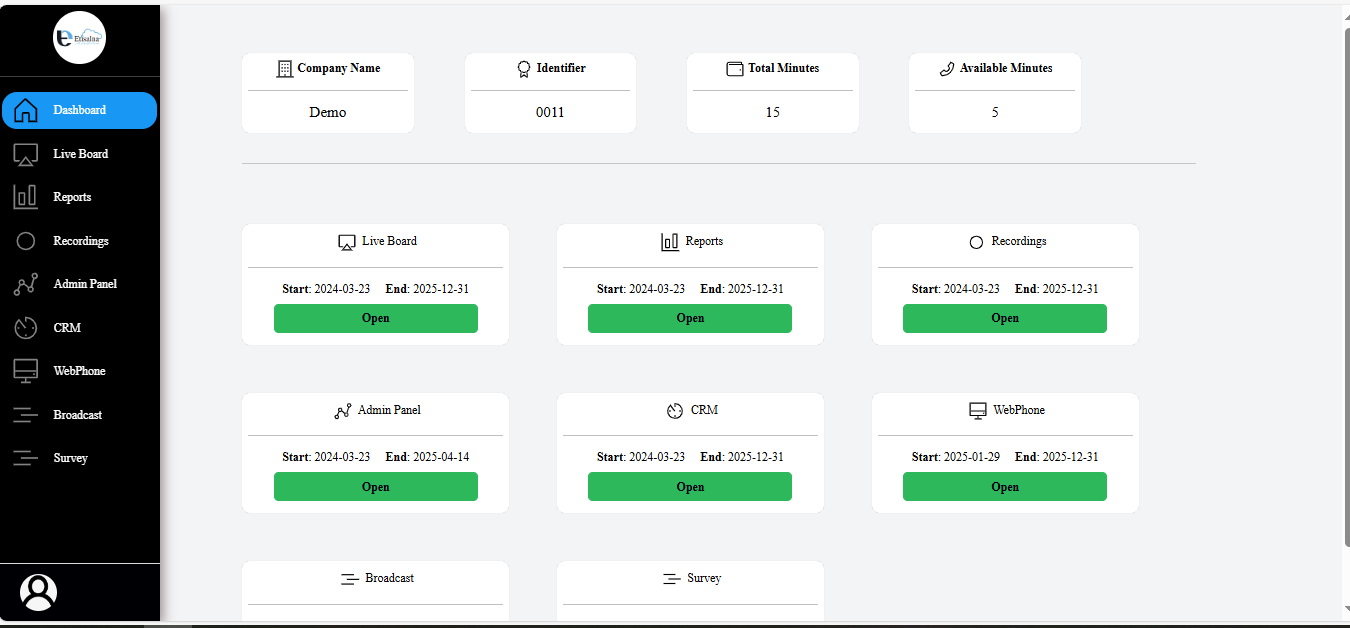 Ensalna
Dashboard
Live Board
Reports
Recordings
Admin Panel
CRM
WebPhone
Broadcast
Survey
Company Name
Demo
Identifier
0011
Total Minutes
15
Available Minutes
5
Live Board
Start: 2024-03-23 End: 2025-12-31
Open
Reports
Start: 2024-03-23 End: 2025-12-31
Open
Recordings
Start: 2024-03-23 End: 2025-12-31
Open
Admin Panel
Start: 2024-03-23 End: 2025-04-14
Open
CRM
Start: 2024-03-23 End: 2025-12-31
Open
WebPhone
Start: 2025-01-29 End: 2025-12-31
Open
Broadcast
Survey